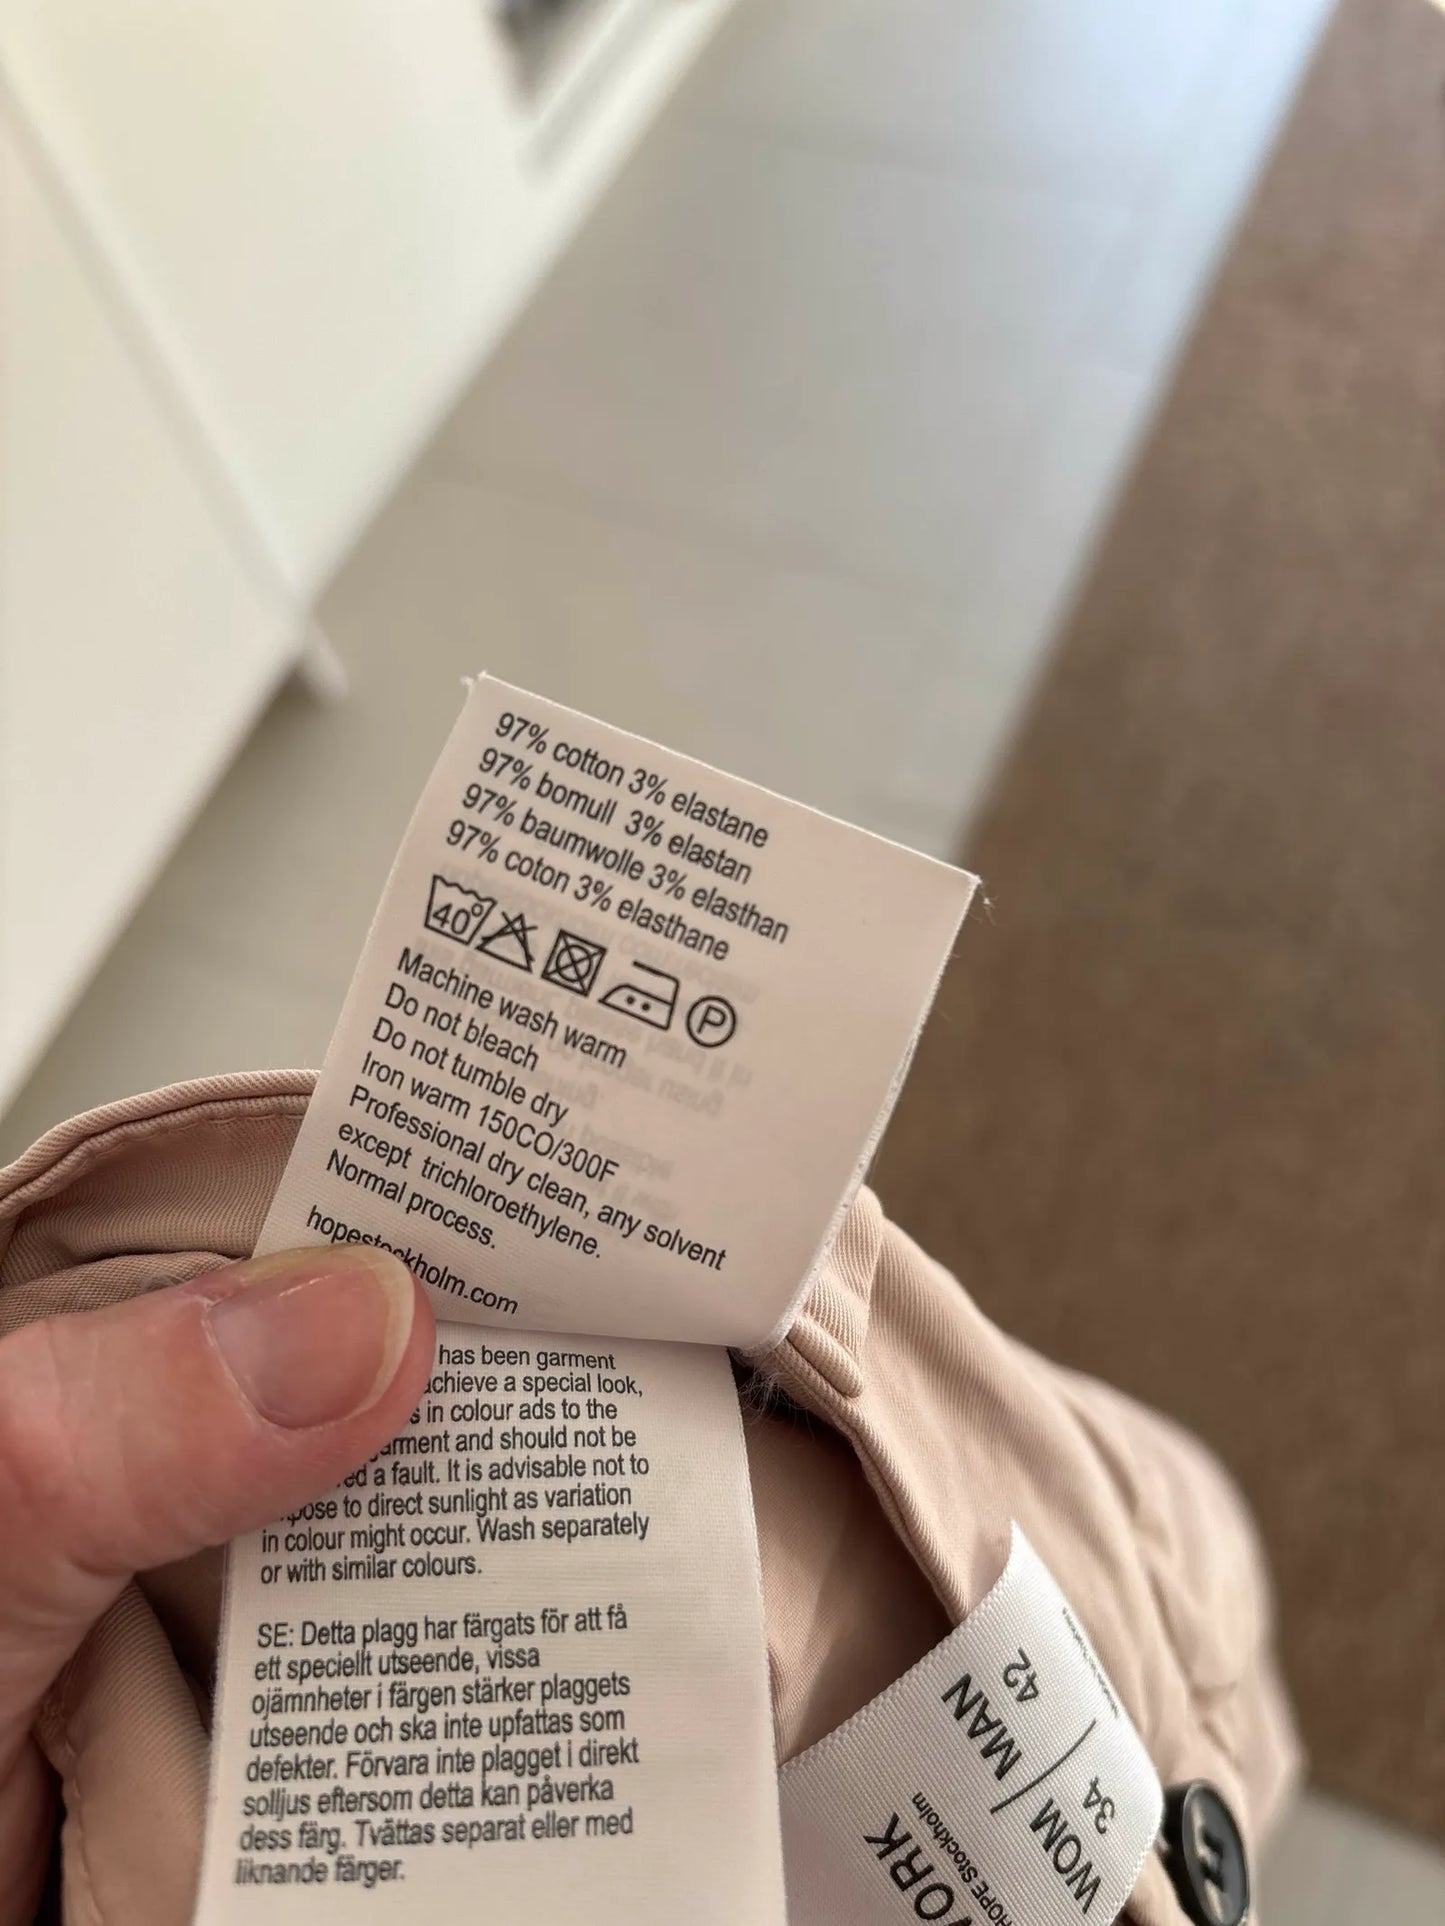 97% cotton 3% elastane
97% bomull 3% elastan
97% baumwolle 3% elasthan
97% coton 3% elasthane
40°
P
Machine wash warm
Do not bleach
Do not tumble dry
Iron warm 150CO/300F
Professional dry clean, any solvent
except trichloroethylene.
Normal process.
hopestockholm.com
has been garment
achieve a special look,
in colour ads to the
and should not be
a fault. It is advisable not to
to direct sunlight as variation
in colour might occur. Wash separately
or with similar colours.
SE: Detta plagg har färgats för att få
ett speciellt utseende, vissa
ojämnheter i färgen stärker plaggets
utseende och ska inte upfattas som
defekter. Förvara inte plagget i direkt
solljus eftersom detta kan påverka
dess färg. Tvättas separat eller med
liknande färger.
HOPE Stockholm
WOM / MAN
34 / 42